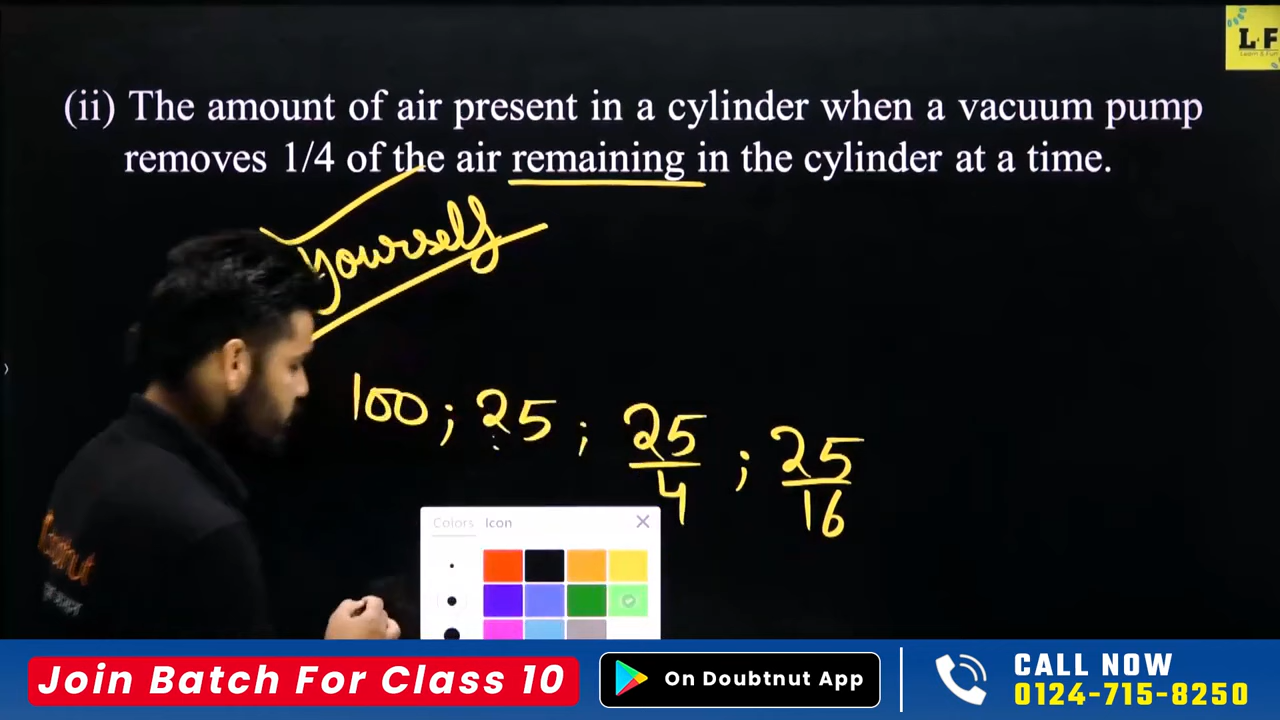 L F
Learn & Fun
(ii) The amount of air present in a cylinder when a vacuum pump
removes 1/4 of the air remaining in the cylinder at a time.
yourself
100 ; 25 ; 25/4 ; 25/16
Colors Icon
Join Batch For Class 10
On Doubtnut App
CALL NOW
0124-715-8250